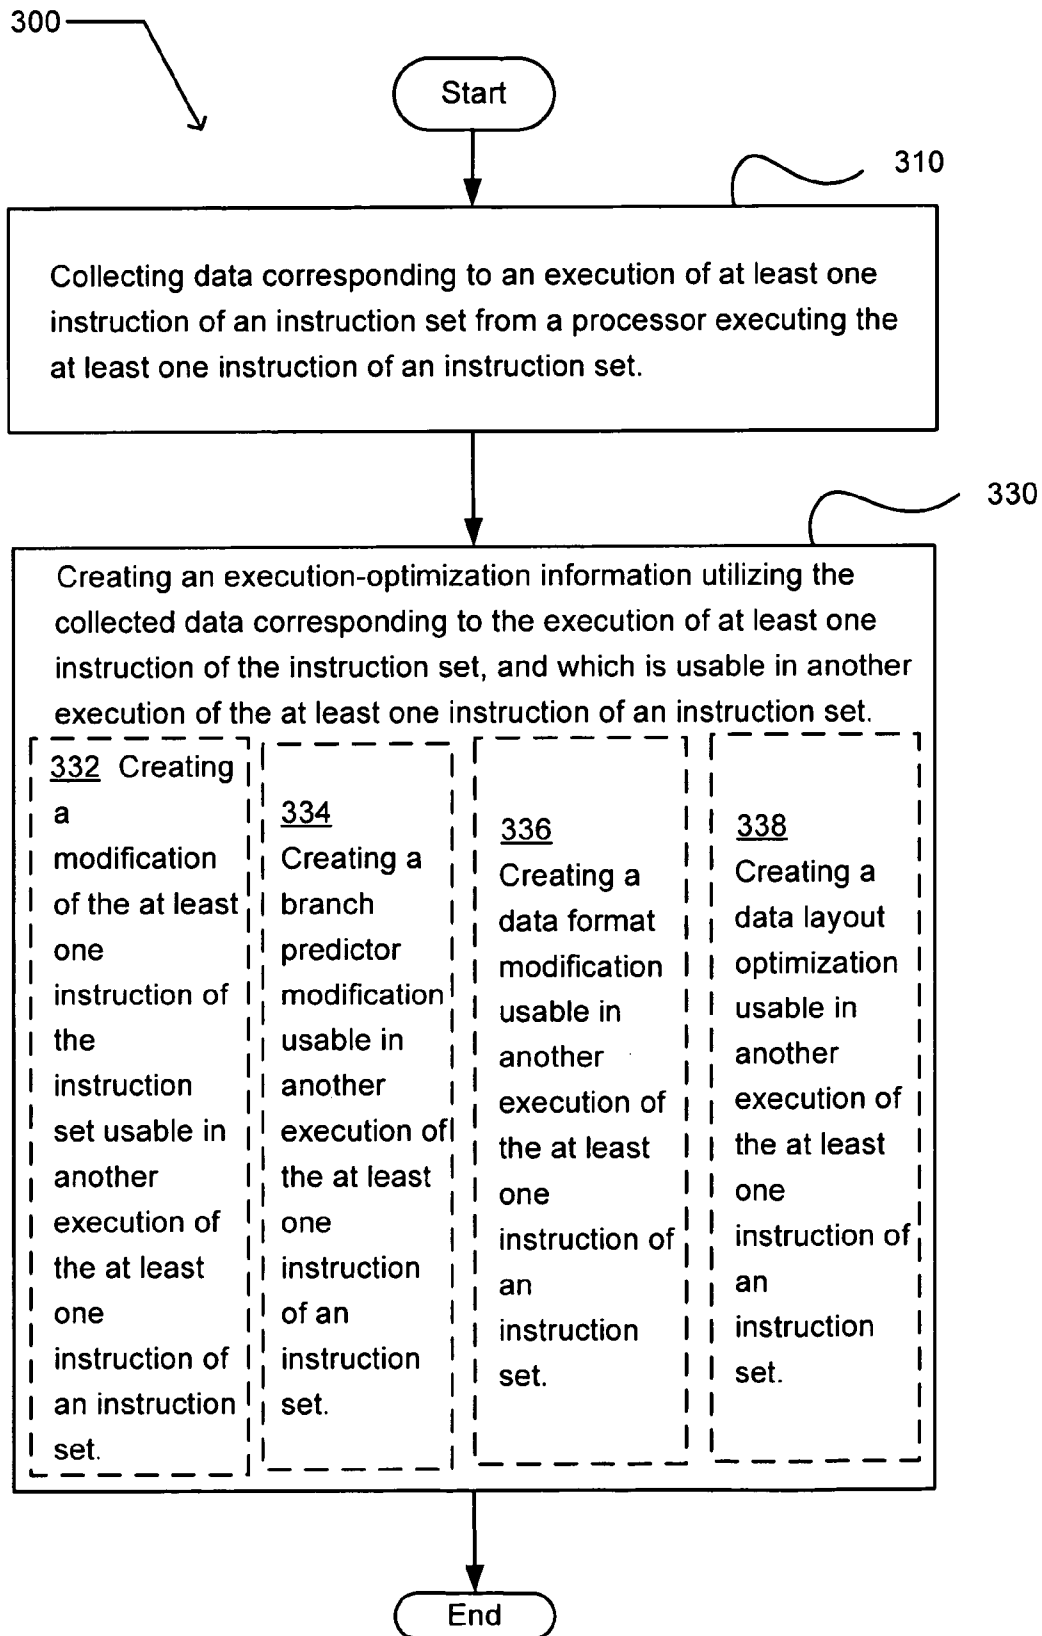 300
Start
310
Collecting data corresponding to an execution of at least one
instruction of an instruction set from a processor executing the
at least one instruction of an instruction set.
330
Creating an execution-optimization information utilizing the
collected data corresponding to the execution of at least one
instruction of the instruction set, and which is usable in another
execution of the at least one instruction of an instruction set.
332 Creating
a
modification
of the at least
one
instruction of
the
instruction
set usable in
another
execution of
the at least
one
instruction of
an instruction
set.
334
Creating a
branch
predictor
modification
usable in
another
execution of
the at least
one
instruction
of an
instruction
set.
336
Creating a
data format
modification
usable in
another
execution of
the at least
one
instruction of
an
instruction
set.
338
Creating a
data layout
optimization
usable in
another
execution of
the at least
one
instruction of
an
instruction
set.
End